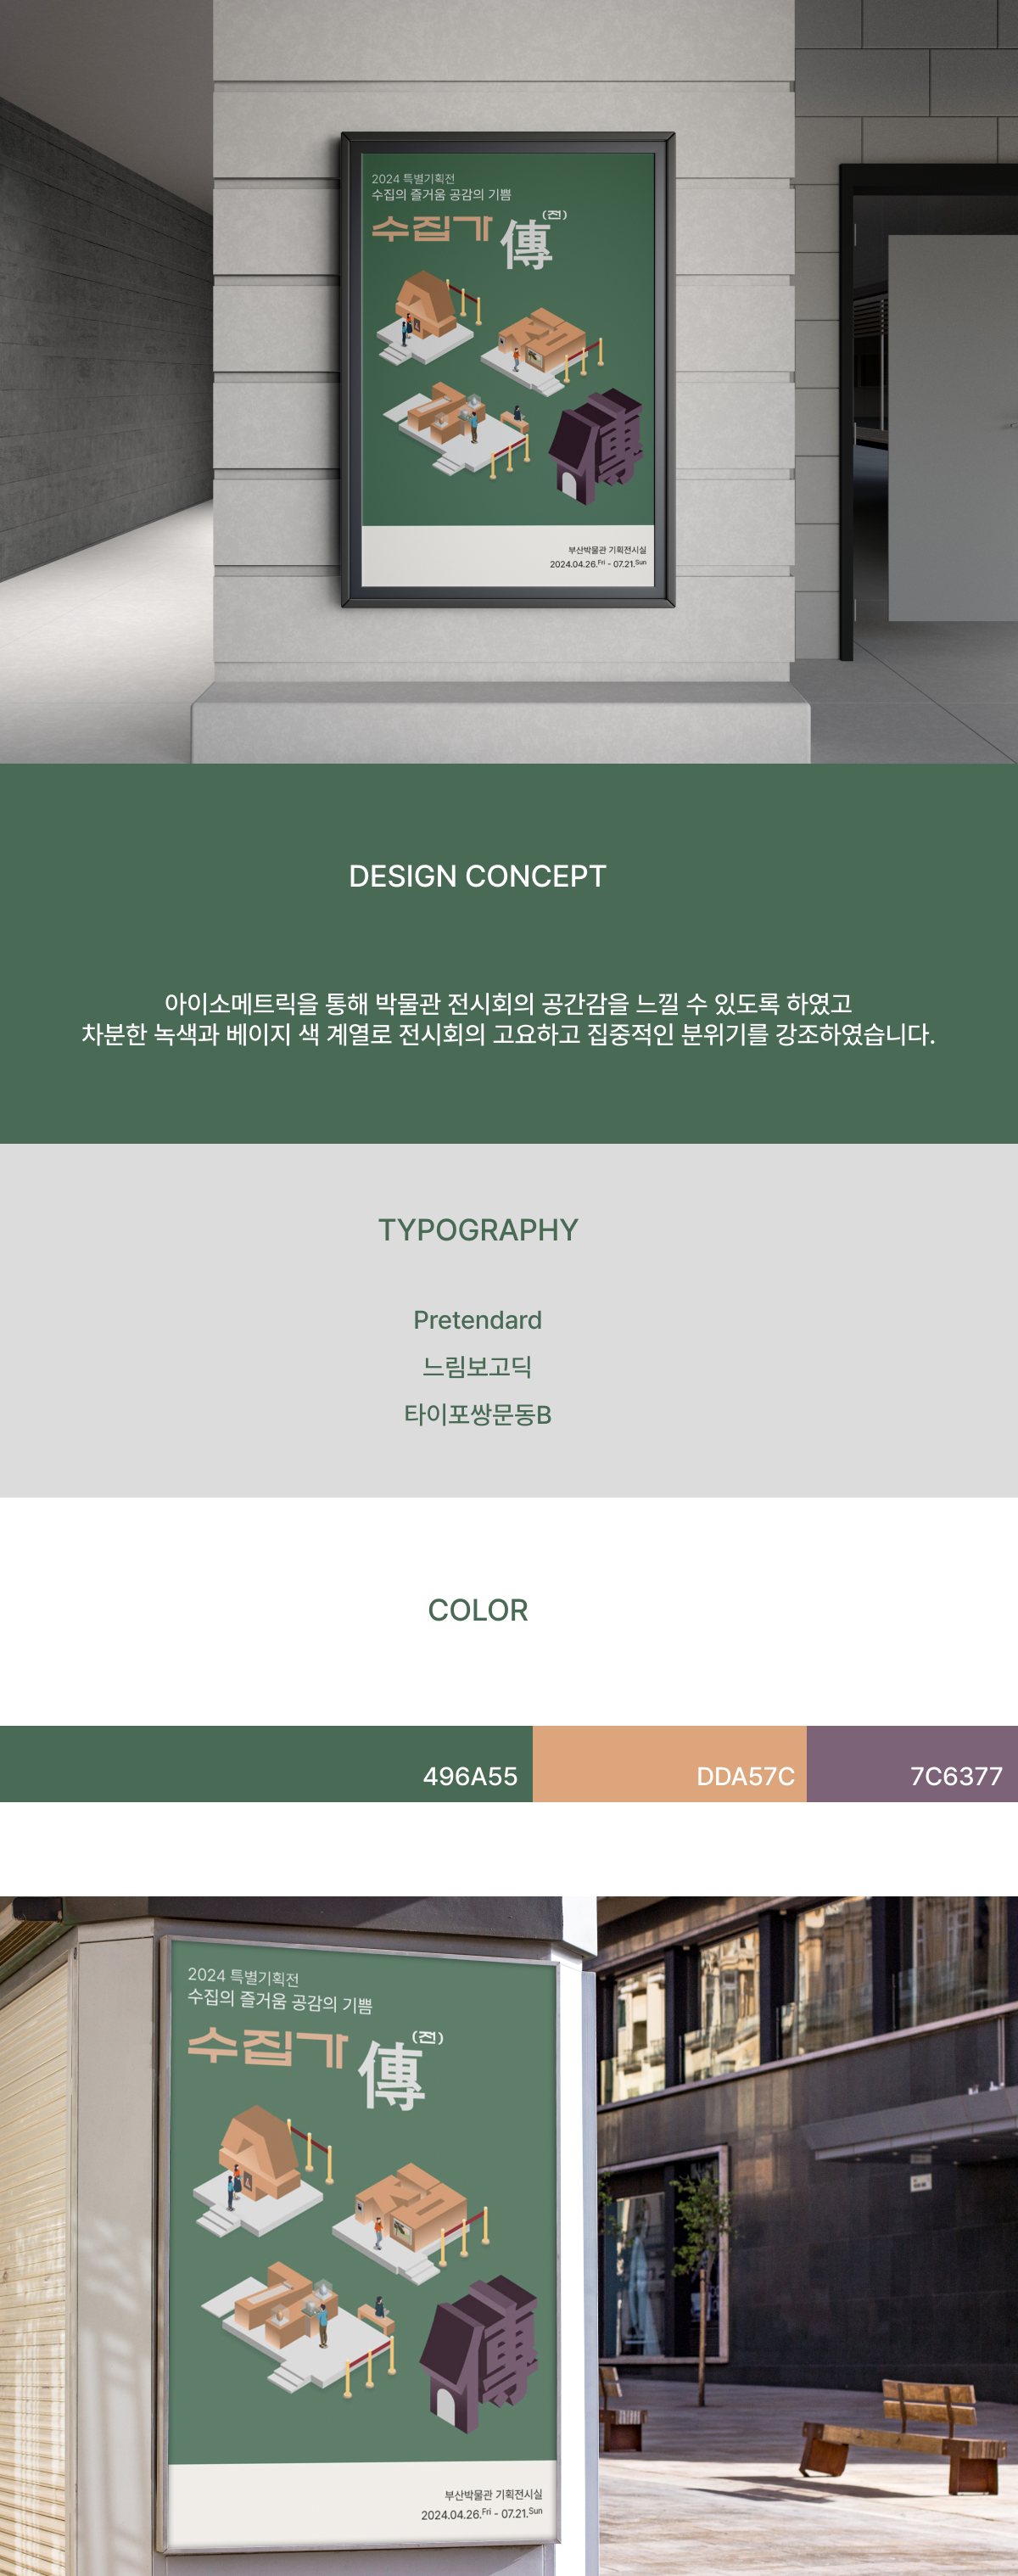 2024 특별기획전
수집의 즐거움 공감의 기쁨
수집가 傳(전)
수
집
가
傳
부산박물관 기획전시실
2024.04.26.Fri - 07.21.Sun
DESIGN CONCEPT
아이소메트릭을 통해 박물관 전시회의 공간감을 느낄 수 있도록 하였고
차분한 녹색과 베이지 색 계열로 전시회의 고요하고 집중적인 분위기를 강조하였습니다.
TYPOGRAPHY
Pretendard
느림보고딕
타이포쌍문동B
COLOR
496A55 DDA57C 7C6377
2024 특별기획전
수집의 즐거움 공감의 기쁨
수집가 傳(전)
수
집
가
傳
부산박물관 기획전시실
2024.04.26.Fri - 07.21.Sun